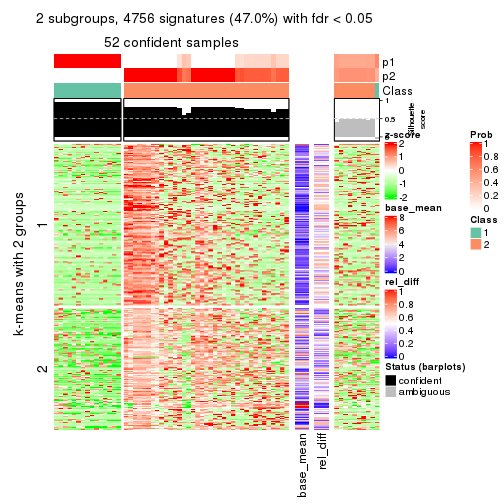 2 subgroups, 4756 signatures (47.0%) with fdr < 0.05
52 confident samples
p1
p2
Class
1
0.5
0
Silhouette
score
k-means with 2 groups
1
2
base_mean
rel_diff
z-score
2
1
0
-1
-2
base_mean
8
6
4
2
0
rel_diff
1
0.8
0.6
0.4
0.2
0
Status (barplots)
confident
ambiguous
Prob
1
0.8
0.6
0.4
0.2
0
Class
1
2